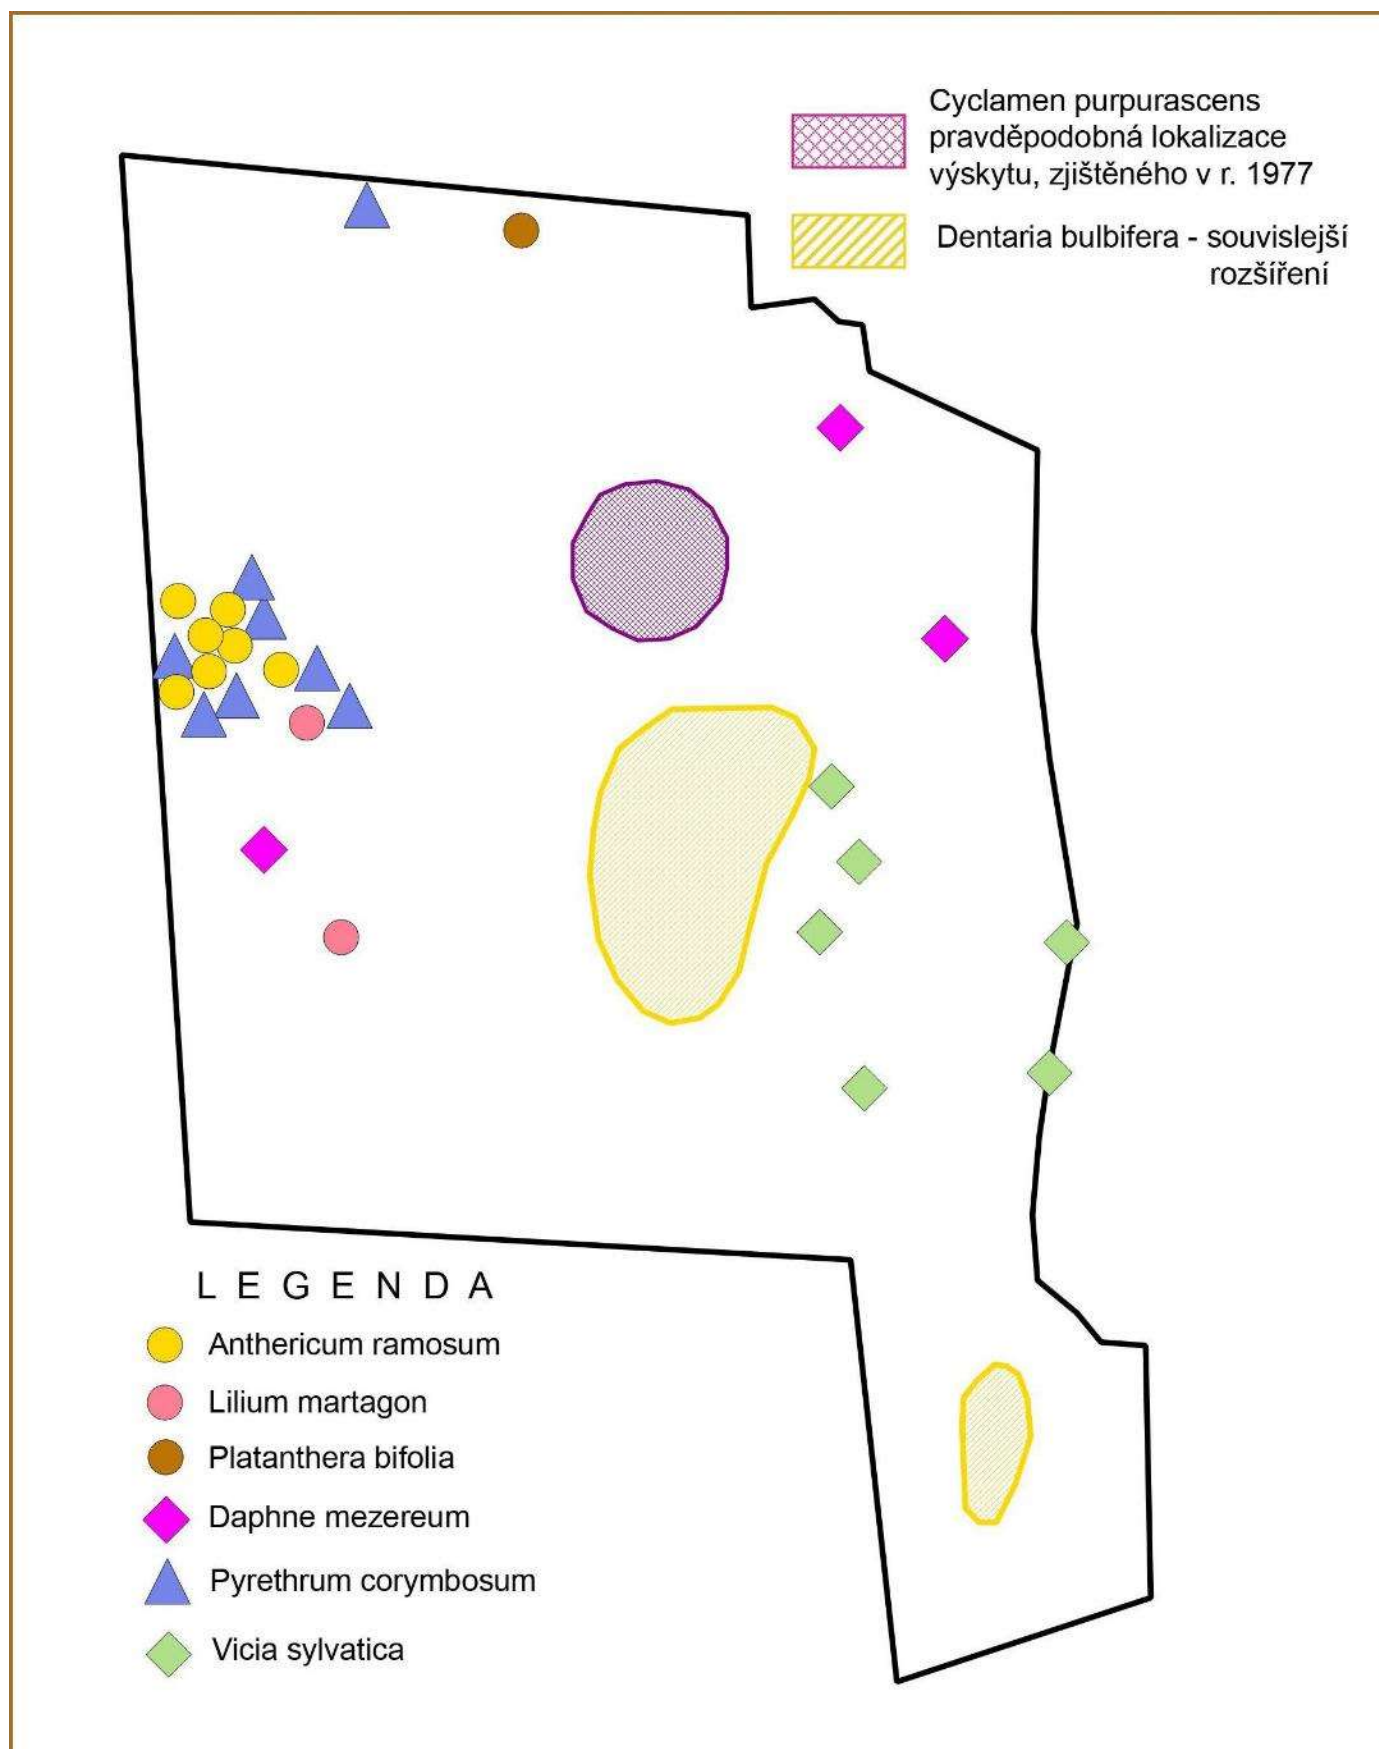 Cyclamen purpurascens
pravděpodobná lokalizace
výskytu, zjištěného v r. 1977
Dentaria bulbifera - souvislejší
rozšíření
L E G E N D A
Anthericum ramosum
Lilium martagon
Platanthera bifolia
Daphne mezereum
Pyrethrum corymbosum
Vicia sylvatica